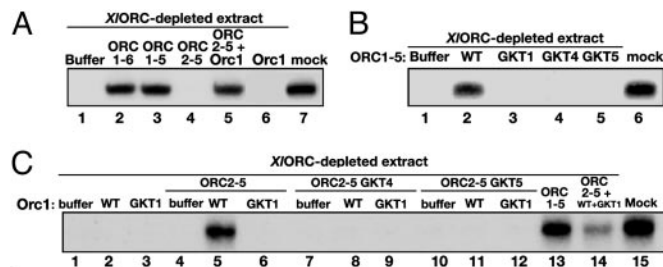 A
XlORC-depleted extract
Buffer ORC 1-6 ORC 1-5 ORC 2-5 ORC 2-5 + Orc1 Orc1 mock
1 2 3 4 5 6 7
B
XlORC-depleted extract
ORC1-5: Buffer WT GKT1 GKT4 GKT5 mock
1 2 3 4 5 6
C
XlORC-depleted extract
ORC2-5 ORC2-5 GKT4 ORC2-5 GKT5
Orc1: buffer WT GKT1 buffer WT GKT1 buffer WT GKT1 buffer WT GKT1 ORC 1-5 ORC 2-5 + WT+GKT1 Mock
1 2 3 4 5 6 7 8 9 10 11 12 13 14 15